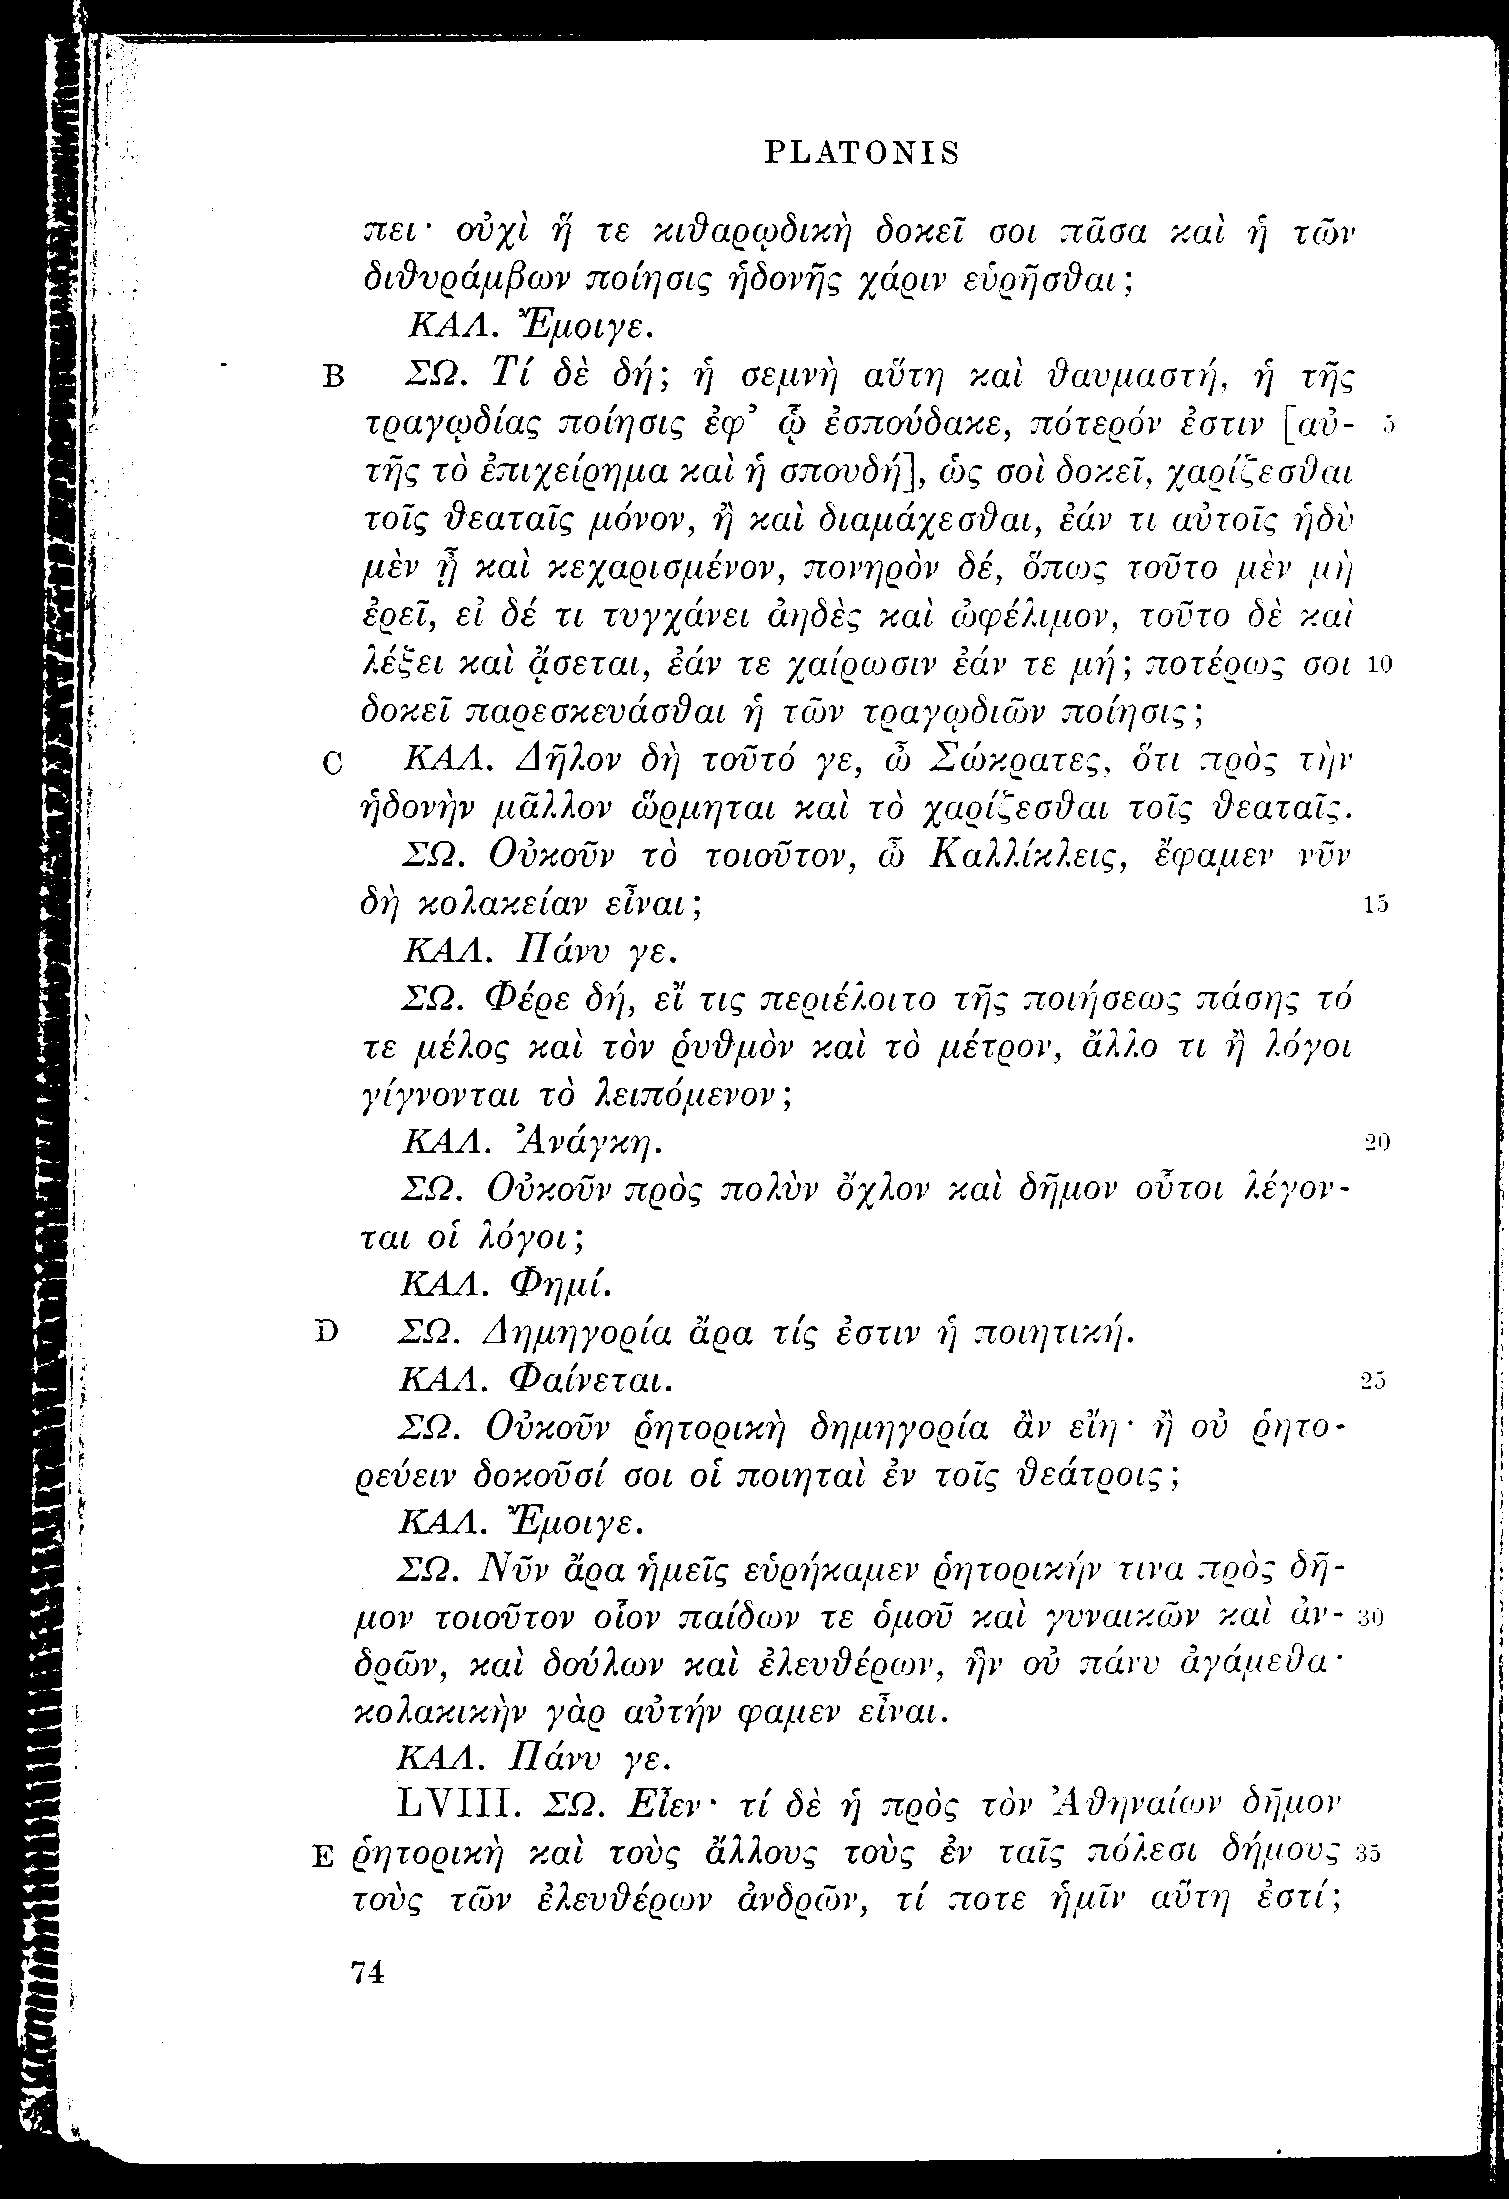 PLATONIS
πει· οὐχὶ ἥ τε κιθαρῳδικὴ δοκεῖ σοι πᾶσα καὶ ἡ τῶν
διθυράμβων ποίησις ἡδονῆς χάριν εὑρῆσθαι;
ΚΑΛ. Ἔμοιγε.
B ΣΩ. Τί δὲ δή; ἡ σεμνὴ αὕτη καὶ θαυμαστή, ἡ τῆς
τραγῳδίας ποίησις ἐφ’ ᾧ ἐσπούδακε, πότερόν ἐστιν [αὐ- 5
τῆς τὸ ἐπιχείρημα καὶ ἡ σπουδή], ὡς σοὶ δοκεῖ, χαρίζεσθαι
τοῖς θεαταῖς μόνον, ἢ καὶ διαμάχεσθαι, ἐάν τι αὐτοῖς ἡδὺ
μὲν ᾖ καὶ κεχαρισμένον, πονηρὸν δέ, ὅπως τοῦτο μὲν μὴ
ἐρεῖ, εἰ δέ τι τυγχάνει ἀηδὲς καὶ ὠφέλιμον, τοῦτο δὲ καὶ
λέξει καὶ ᾄσεται, ἐάν τε χαίρωσιν ἐάν τε μή; ποτέρως σοι 10
δοκεῖ παρεσκευάσθαι ἡ τῶν τραγῳδιῶν ποίησις;
C ΚΑΛ. Δῆλον δὴ τοῦτό γε, ὦ Σώκρατες, ὅτι πρὸς τὴν
ἡδονὴν μᾶλλον ὥρμηται καὶ τὸ χαρίζεσθαι τοῖς θεαταῖς.
ΣΩ. Οὐκοῦν τὸ τοιοῦτον, ὦ Καλλίκλεις, ἔφαμεν νῦν
δὴ κολακείαν εἶναι; 15
ΚΑΛ. Πάνυ γε.
ΣΩ. Φέρε δή, εἴ τις περιέλοιτο τῆς ποιήσεως πάσης τό
τε μέλος καὶ τὸν ῥυθμὸν καὶ τὸ μέτρον, ἄλλο τι ἢ λόγοι
γίγνονται τὸ λειπόμενον;
ΚΑΛ. Ἀνάγκη. 20
ΣΩ. Οὐκοῦν πρὸς πολὺν ὄχλον καὶ δῆμον οὗτοι λέγον-
ται οἱ λόγοι;
ΚΑΛ. Φημί.
D ΣΩ. Δημηγορία ἄρα τίς ἐστιν ἡ ποιητική.
ΚΑΛ. Φαίνεται. 25
ΣΩ. Οὐκοῦν ῥητορικὴ δημηγορία ἂν εἴη· ἢ οὐ ῥητο-
ρεύειν δοκοῦσί σοι οἱ ποιηταὶ ἐν τοῖς θεάτροις;
ΚΑΛ. Ἔμοιγε.
ΣΩ. Νῦν ἄρα ἡμεῖς εὑρήκαμεν ῥητορικήν τινα πρὸς δῆ-
μον τοιοῦτον οἷον παίδων τε ὁμοῦ καὶ γυναικῶν καὶ ἀν- 30
δρῶν, καὶ δούλων καὶ ἐλευθέρων, ἣν οὐ πάνυ ἀγάμεθα·
κολακικὴν γὰρ αὐτήν φαμεν εἶναι.
ΚΑΛ. Πάνυ γε.
LVIII. ΣΩ. Εἶεν· τί δὲ ἡ πρὸς τὸν Ἀθηναίων δῆμον
E ῥητορικὴ καὶ τοὺς ἄλλους τοὺς ἐν ταῖς πόλεσι δήμους 35
τοὺς τῶν ἐλευθέρων ἀνδρῶν, τί ποτε ἡμῖν αὕτη ἐστί;
74